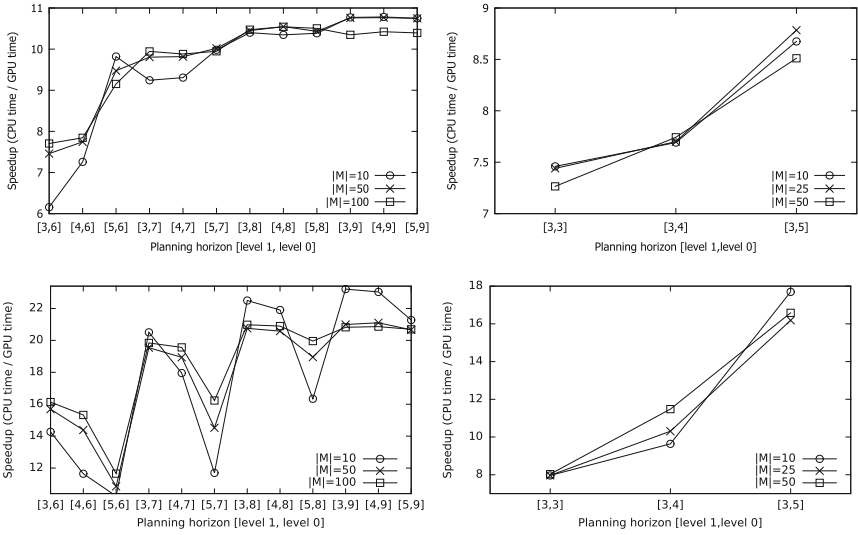 11
10
9
8
7
6
Speedup (CPU time / GPU time)
|M|=10
|M|=50
|M|=100
[3,6] [4,6] [5,6] [3,7] [4,7] [5,7] [3,8] [4,8] [5,8] [3,9] [4,9] [5,9]
Planning horizon [level 1, level 0]
9
8.5
8
7.5
7
Speedup (CPU time / GPU time)
|M|=10
|M|=25
|M|=50
[3,3] [3,4] [3,5]
Planning horizon [level 1,level 0]
22
20
18
16
14
12
Speedup (CPU time / GPU time)
|M|=10
|M|=50
|M|=100
[3,6] [4,6] [5,6] [3,7] [4,7] [5,7] [3,8] [4,8] [5,8] [3,9] [4,9] [5,9]
Planning horizon [level 1, level 0]
18
16
14
12
10
8
Speedup (CPU time / GPU time)
|M|=10
|M|=25
|M|=50
[3,3] [3,4] [3,5]
Planning horizon [level 1,level 0]